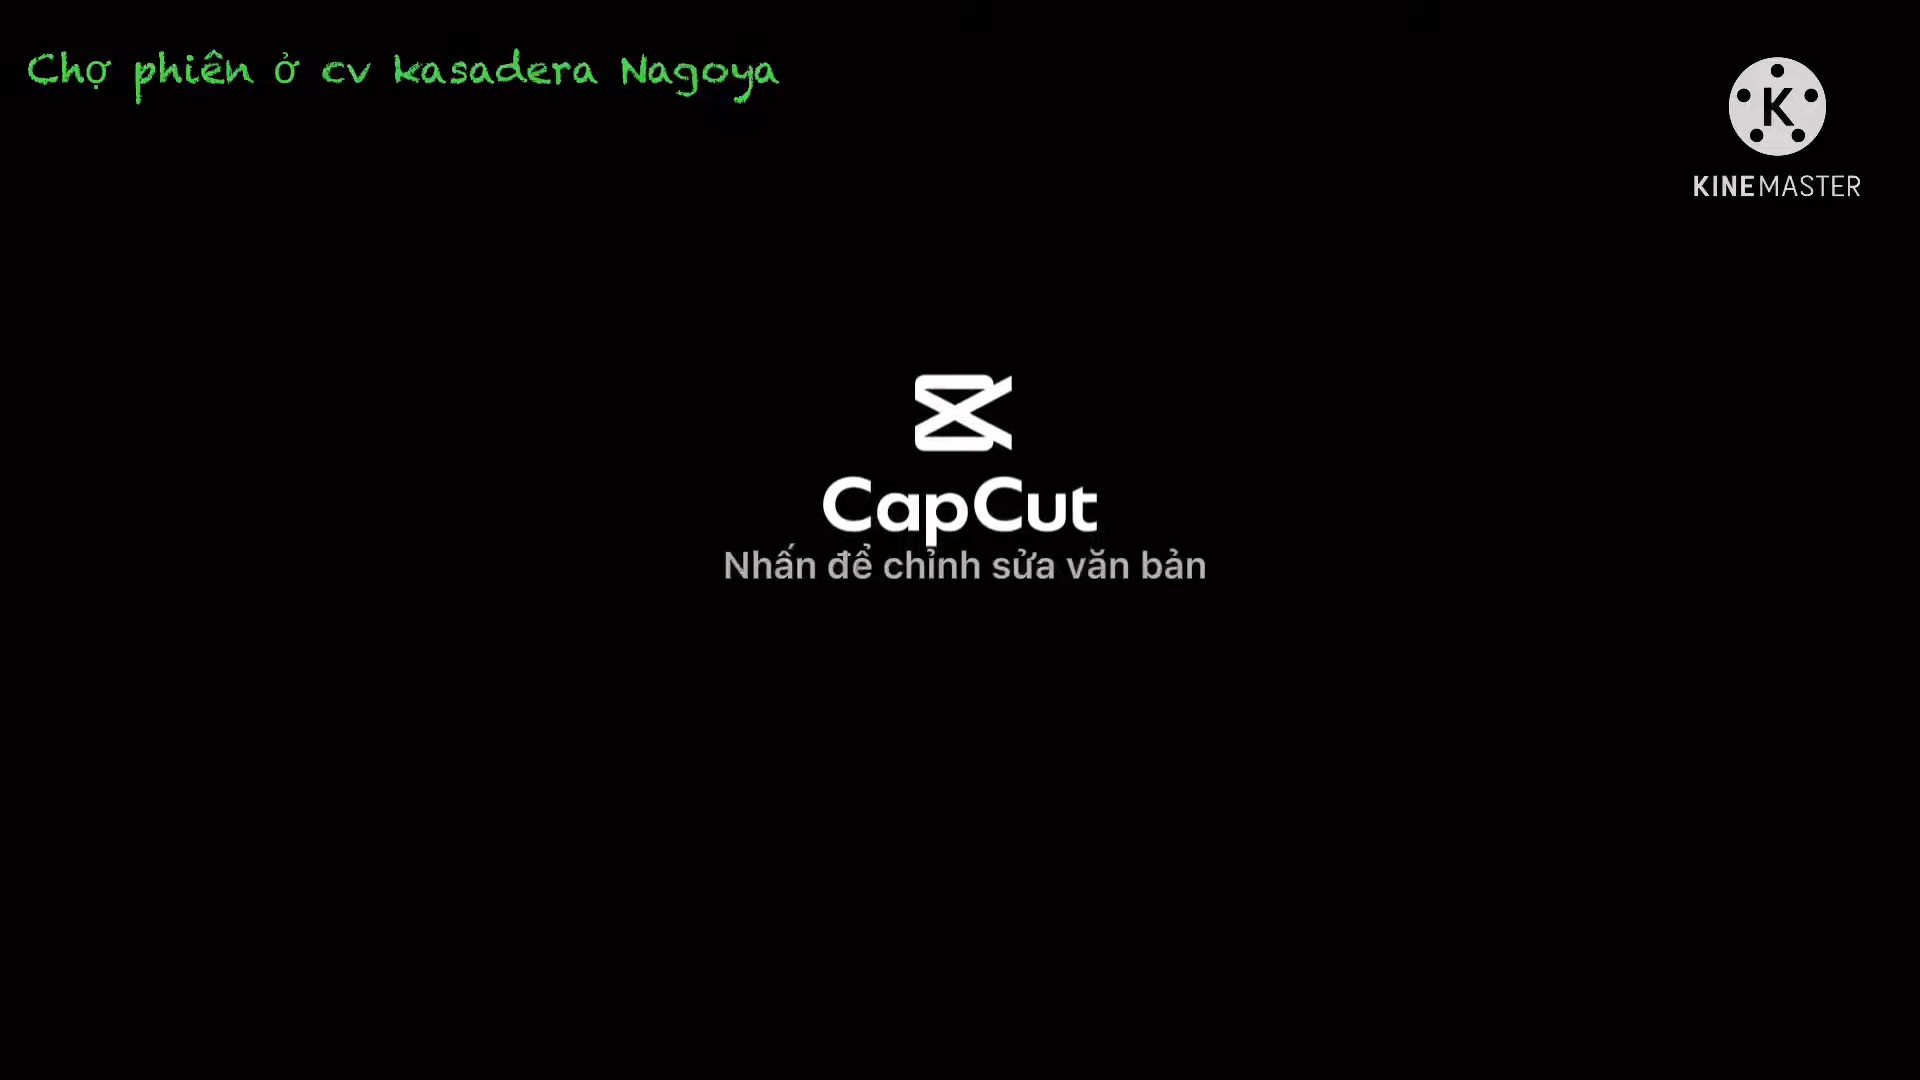 Chợ phiên ở cv kasadera Nagoya
K
KINEMASTER
CapCut
Nhấn để chỉnh sửa văn bản